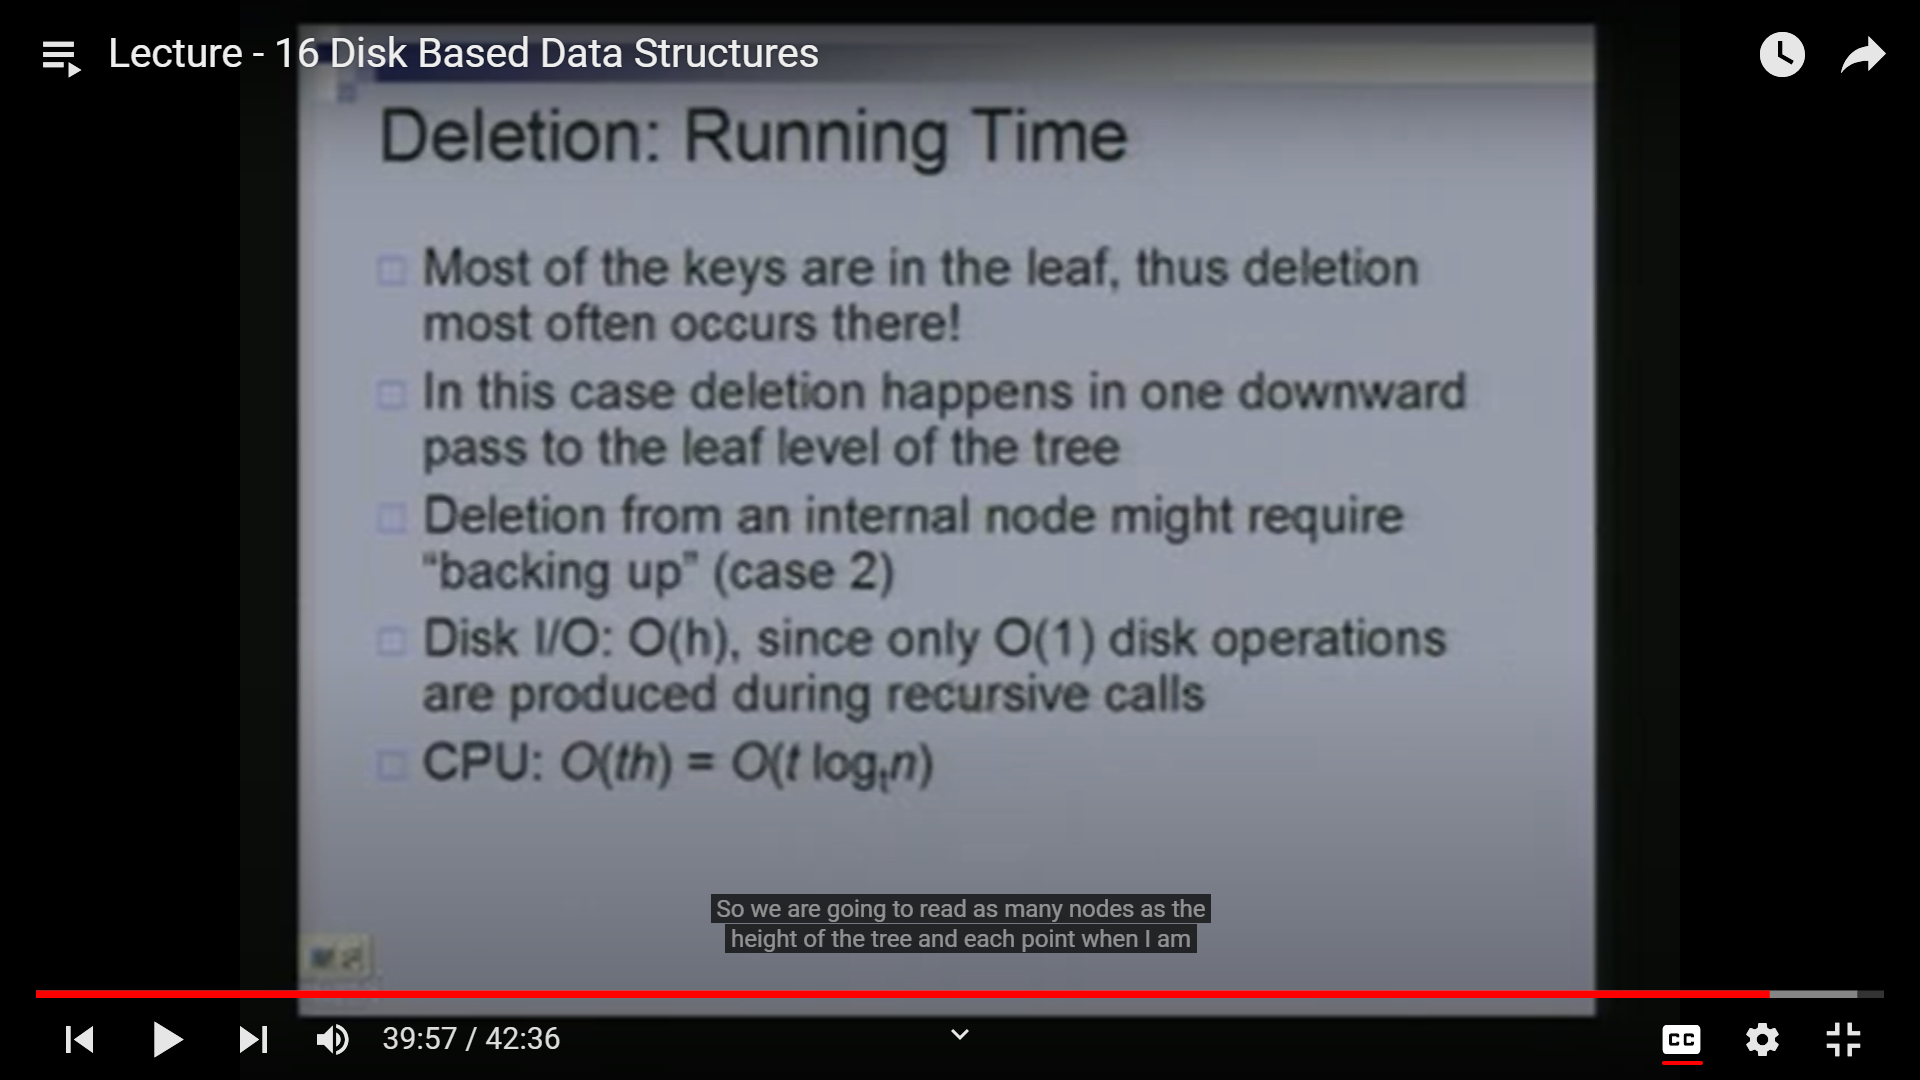 Lecture - 16 Disk Based Data Structures
Deletion: Running Time
Most of the keys are in the leaf, thus deletion
most often occurs there!
In this case deletion happens in one downward
pass to the leaf level of the tree
Deletion from an internal node might require
“backing up” (case 2)
Disk I/O: O(h), since only O(1) disk operations
are produced during recursive calls
CPU: O(th) = O(t logₜn)
So we are going to read as many nodes as the
height of the tree and each point when I am
39:57 / 42:36
CC